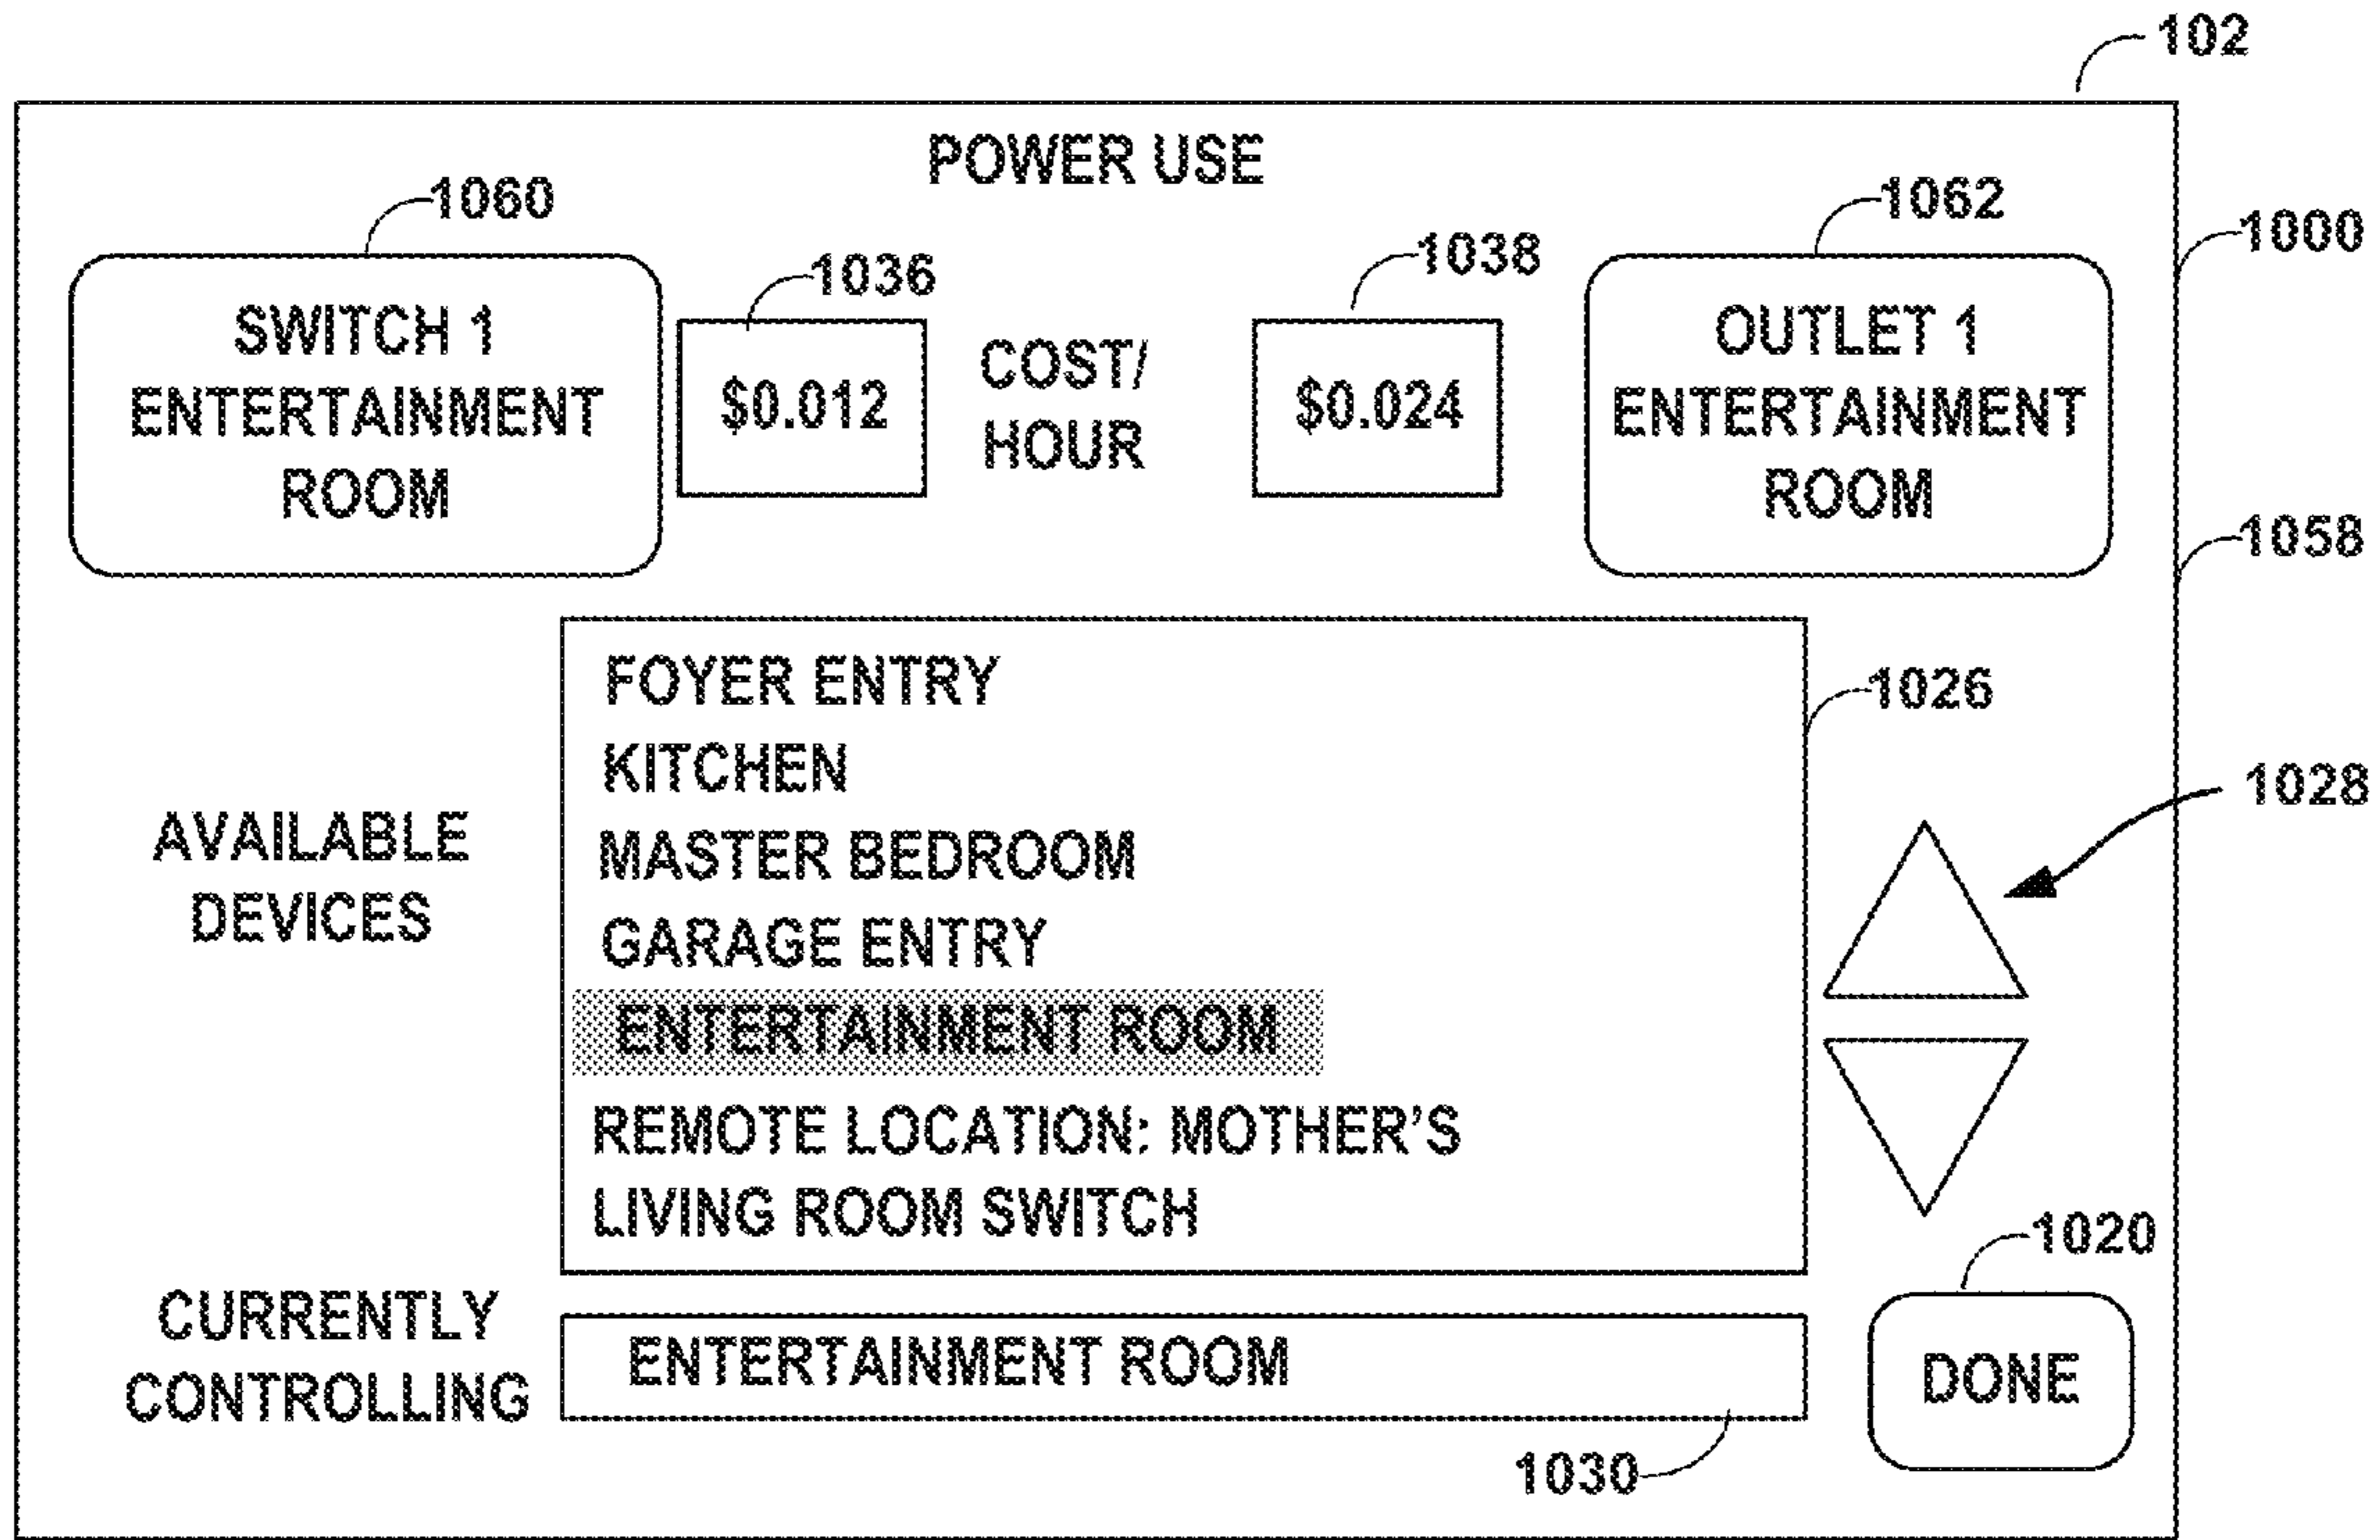 102
POWER USE
1060
1062
1000
1036
1038
SWITCH 1
ENTERTAINMENT
ROOM
$0.012
COST/
HOUR
$0.024
OUTLET 1
ENTERTAINMENT
ROOM
1058
FOYER ENTRY
1026
KITCHEN
1028
MASTER BEDROOM
AVAILABLE
DEVICES
GARAGE ENTRY
ENTERTAINMENT ROOM
REMOTE LOCATION: MOTHER'S
LIVING ROOM SWITCH
1020
CURRENTLY
CONTROLLING
ENTERTAINMENT ROOM
DONE
1030